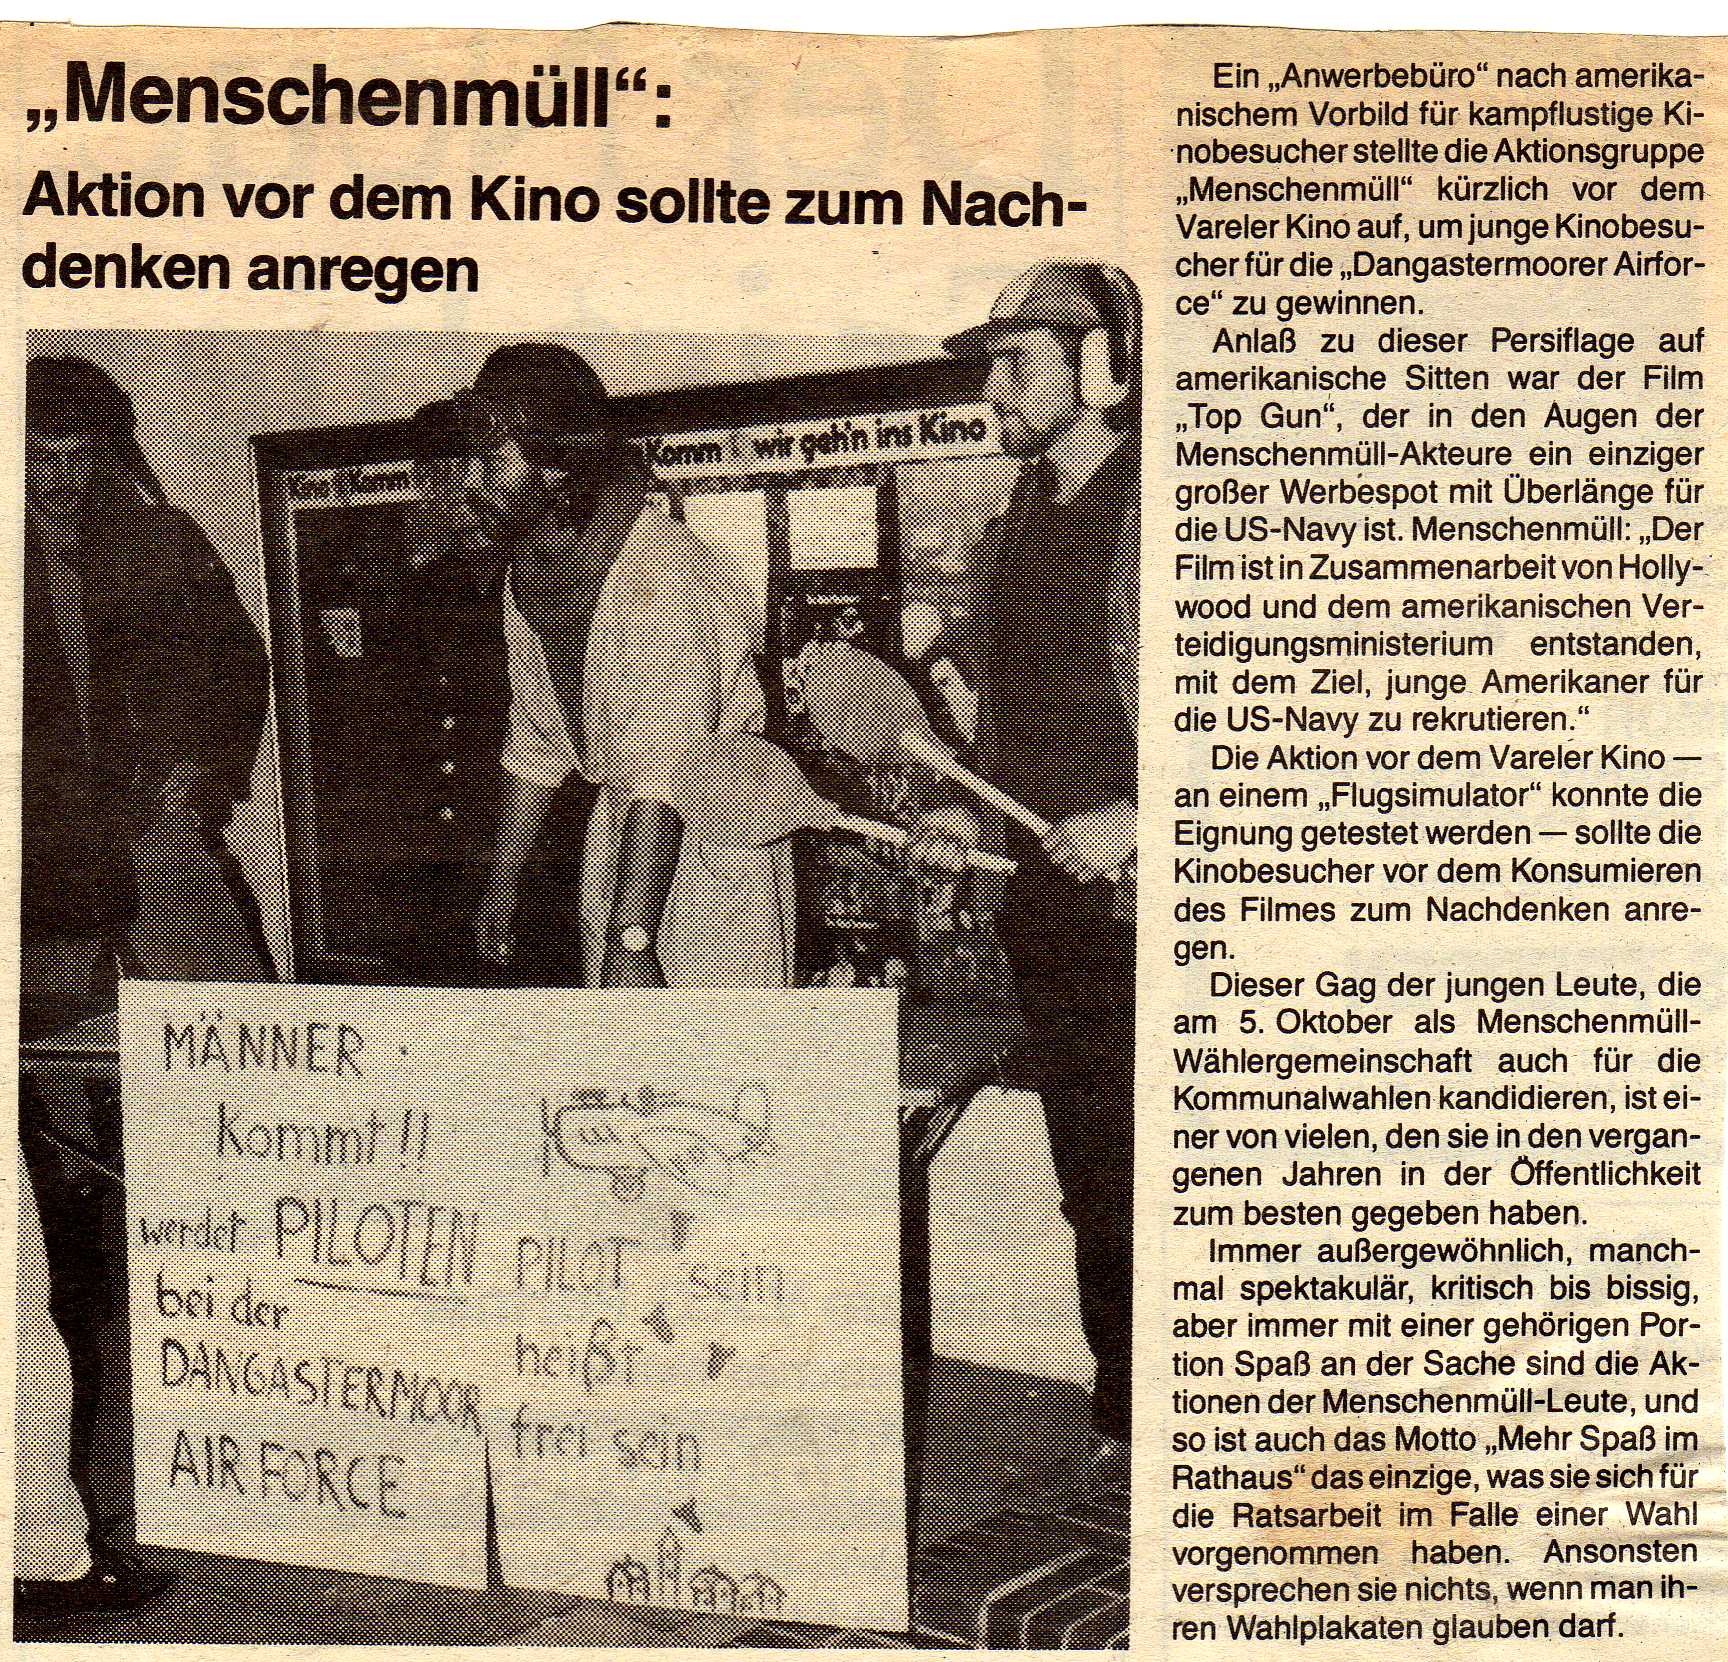 „Menschenmüll“:
Aktion vor dem Kino sollte zum Nach-
denken anregen
Kino Komm
Komm wir geh'n ins Kino
MÄNNER
kommt!!
werdet PILOTEN
bei der
DANGASTERMOOR
AIR FORCE
PILOT sein
heißt
frei sein
Ein „Anwerbebüro“ nach amerika-
nischem Vorbild für kampflustige Ki-
nobesucher stellte die Aktionsgruppe
„Menschenmüll“ kürzlich vor dem
Vareler Kino auf, um junge Kinobesu-
cher für die „Dangastermoorer Airfor-
ce“ zu gewinnen.
Anlaß zu dieser Persiflage auf
amerikanische Sitten war der Film
„Top Gun“, der in den Augen der
Menschenmüll-Akteure ein einziger
großer Werbespot mit Überlänge für
die US-Navy ist. Menschenmüll: „Der
Film ist in Zusammenarbeit von Holly-
wood und dem amerikanischen Ver-
teidigungsministerium entstanden,
mit dem Ziel, junge Amerikaner für
die US-Navy zu rekrutieren.“
Die Aktion vor dem Vareler Kino —
an einem „Flugsimulator“ konnte die
Eignung getestet werden — sollte die
Kinobesucher vor dem Konsumieren
des Filmes zum Nachdenken anre-
gen.
Dieser Gag der jungen Leute, die
am 5. Oktober als Menschenmüll-
Wählergemeinschaft auch für die
Kommunalwahlen kandidieren, ist ei-
ner von vielen, den sie in den vergan-
genen Jahren in der Öffentlichkeit
zum besten gegeben haben.
Immer außergewöhnlich, manch-
mal spektakulär, kritisch bis bissig,
aber immer mit einer gehörigen Por-
tion Spaß an der Sache sind die Ak-
tionen der Menschenmüll-Leute, und
so ist auch das Motto „Mehr Spaß im
Rathaus“ das einzige, was sie sich für
die Ratsarbeit im Falle einer Wahl
vorgenommen haben. Ansonsten
versprechen sie nichts, wenn man ih-
ren Wahlplakaten glauben darf.